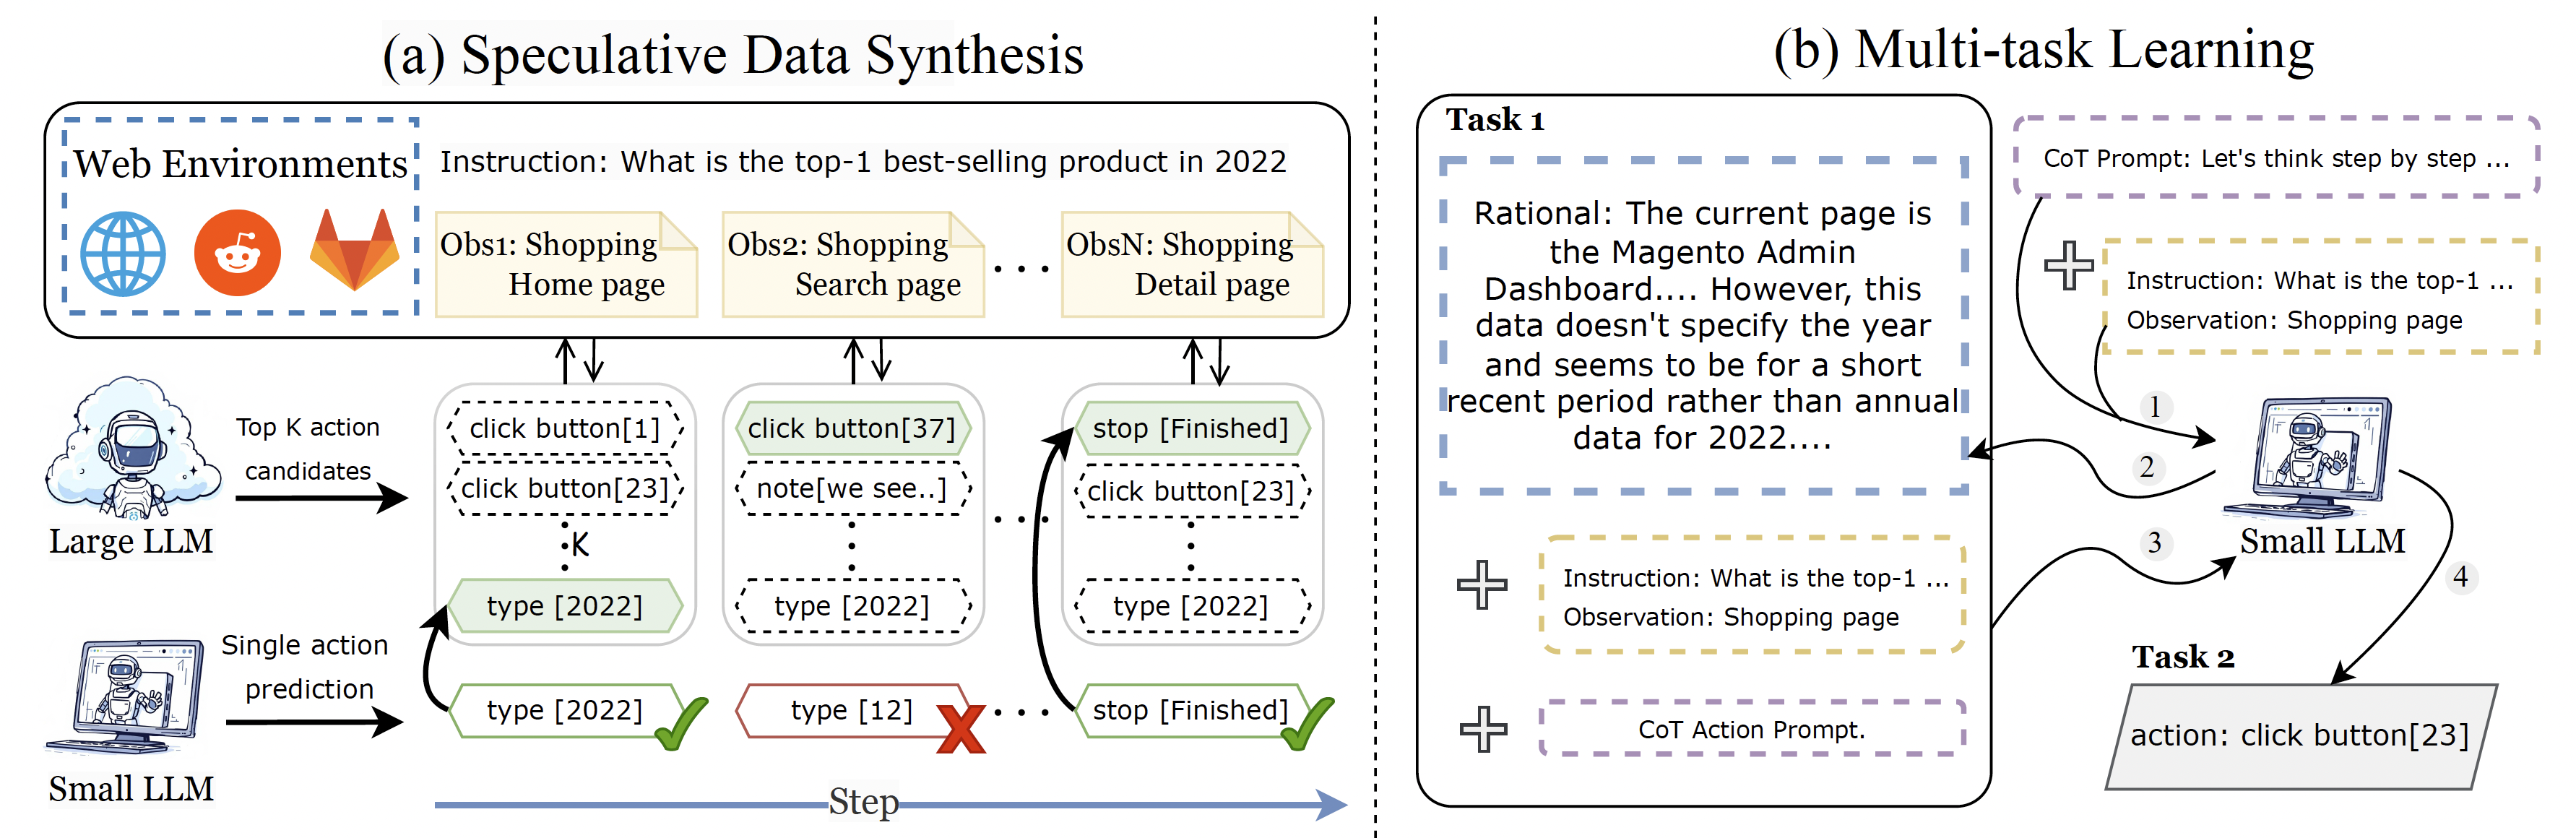 (a) Speculative Data Synthesis
Web Environments
Instruction: What is the top-1 best-selling product in 2022
Obs1: Shopping
Home page
Obs2: Shopping
Search page
...
ObsN: Shopping
Detail page
Large LLM
Top K action
candidates
click button[1]
click button[23]
K
type [2022]
click button[37]
note[we see..]
type [2022]
...
stop [Finished]
click button[23]
type [2022]
Small LLM
Single action
prediction
type [2022]
type [12]
...
stop [Finished]
Step
(b) Multi-task Learning
Task 1
Rational: The current page is
the Magento Admin
Dashboard.... However, this
data doesn't specify the year
and seems to be for a short
recent period rather than annual
data for 2022....
Instruction: What is the top-1 ...
Observation: Shopping page
CoT Action Prompt.
CoT Prompt: Let's think step by step ...
Instruction: What is the top-1 ...
Observation: Shopping page
1
2
3
4
Small LLM
Task 2
action: click button[23]